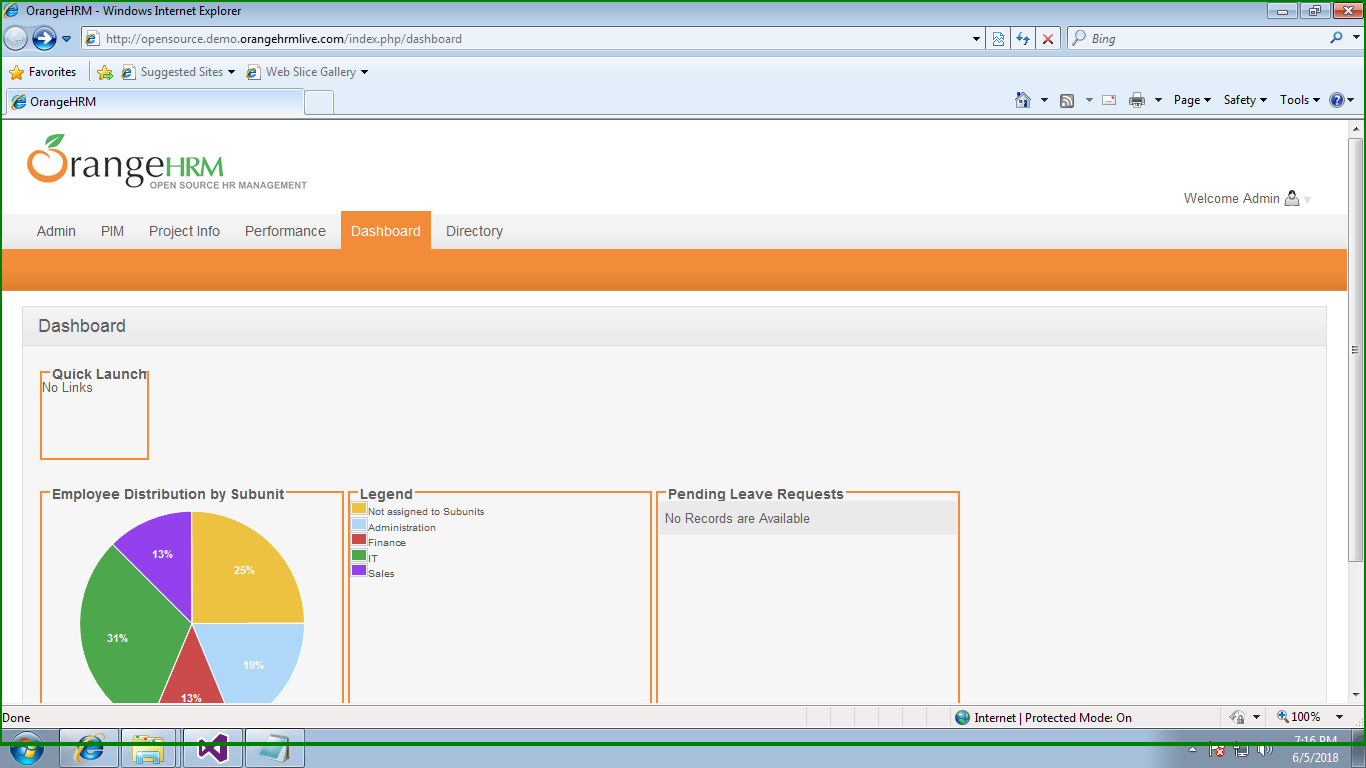 OrangeHRM - Windows Internet Explorer
http://opensource.demo.orangehrmlive.com/index.php/dashboard
Bing
Favorites Suggested Sites Web Slice Gallery
OrangeHRM Page Safety Tools
OrangeHRM
OPEN SOURCE HR MANAGEMENT
Welcome Admin
Admin PIM Project Info Performance Dashboard Directory
Dashboard
Quick Launch
No Links
Employee Distribution by Subunit
13%
25%
31%
19%
13%
Legend
Not assigned to Subunits
Administration
Finance
IT
Sales
Pending Leave Requests
No Records are Available
Done Internet | Protected Mode: On 100%
7:16 PM
6/5/2018